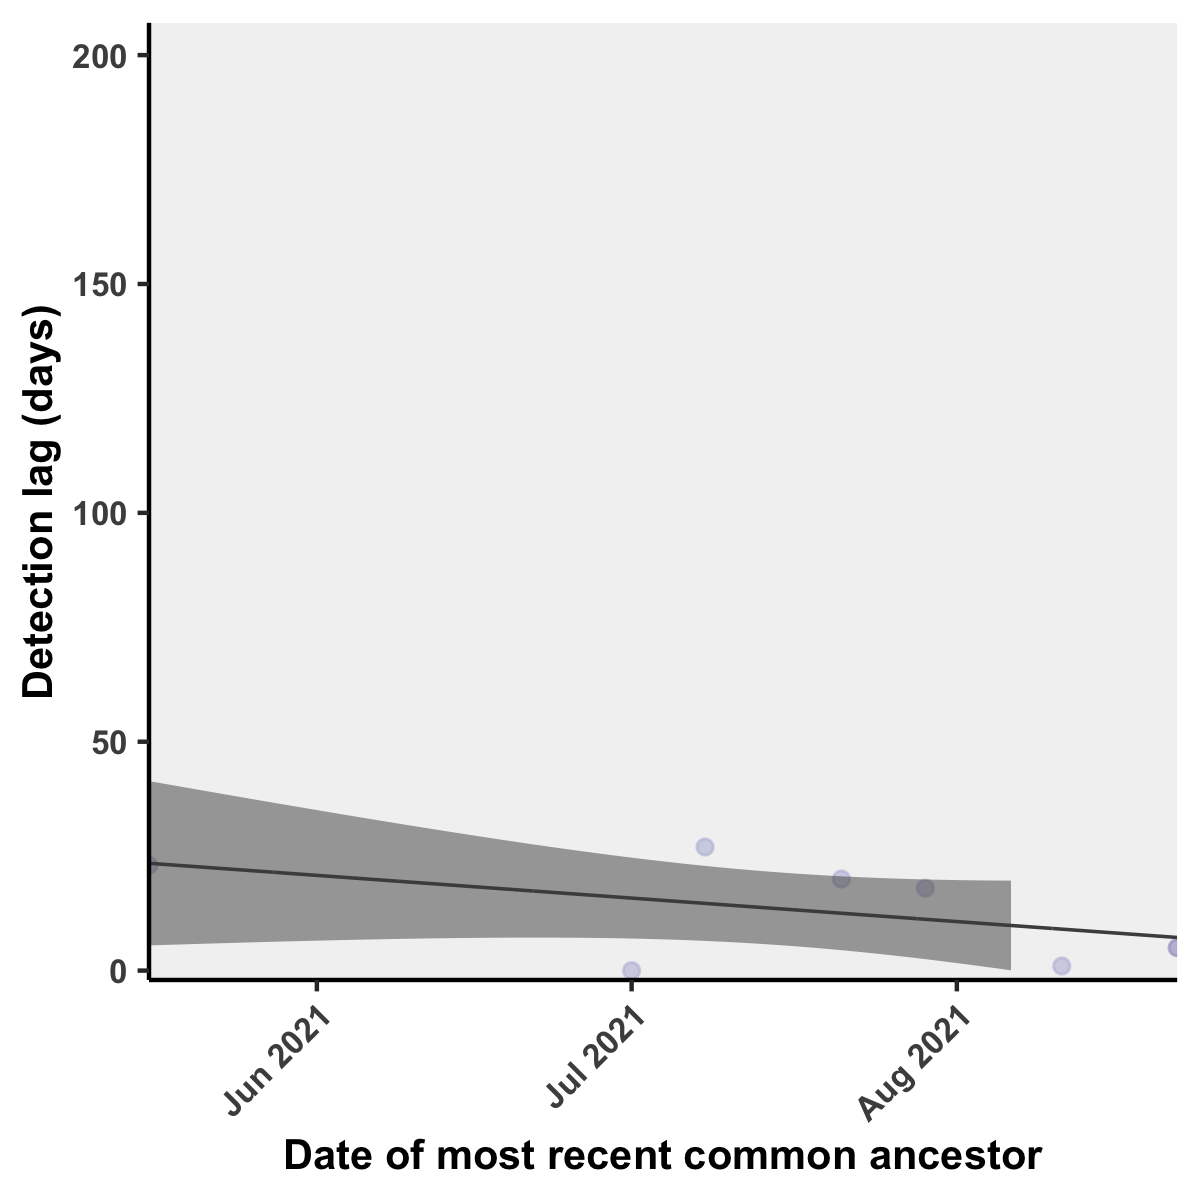 200
150
100
50
0
Detection lag (days)
Jun 2021
Jul 2021
Aug 2021
Date of most recent common ancestor